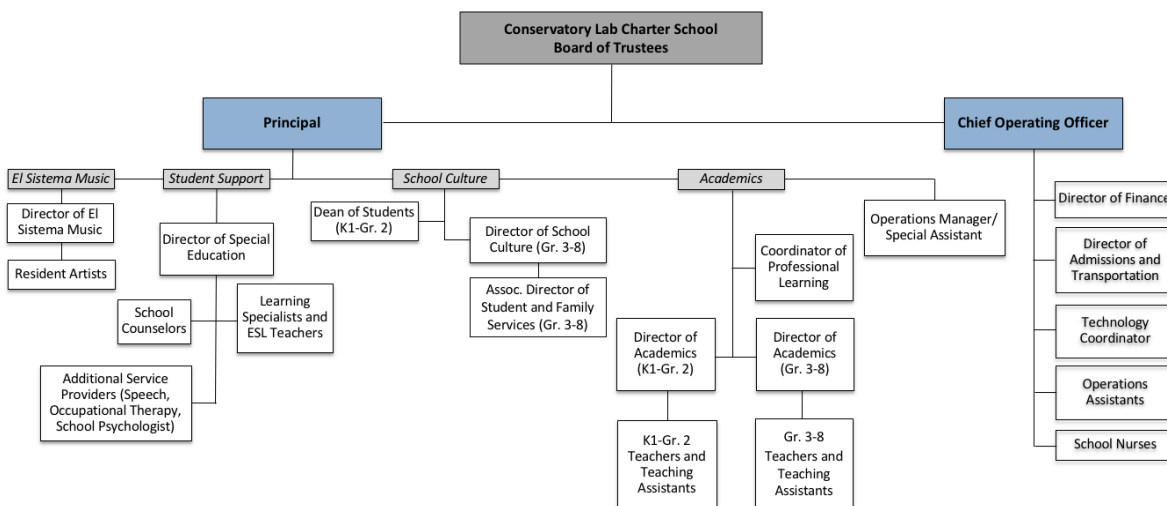 Conservatory Lab Charter School
Board of Trustees
Principal
Chief Operating Officer
El Sistema Music
Student Support
School Culture
Academics
Director of El
Sistema Music
Resident Artists
Director of Special
Education
School
Counselors
Learning
Specialists and
ESL Teachers
Additional Service
Providers (Speech,
Occupational Therapy,
School Psychologist)
Dean of Students
(K1-Gr. 2)
Director of School
Culture (Gr. 3-8)
Assoc. Director of
Student and Family
Services (Gr. 3-8)
Coordinator of
Professional
Learning
Director of
Academics
(K1-Gr. 2)
Director of
Academics
(Gr. 3-8)
K1-Gr. 2
Teachers and
Teaching
Assistants
Gr. 3-8
Teachers and
Teaching
Assistants
Operations Manager/
Special Assistant
Director of Finance
Director of
Admissions and
Transportation
Technology
Coordinator
Operations
Assistants
School Nurses